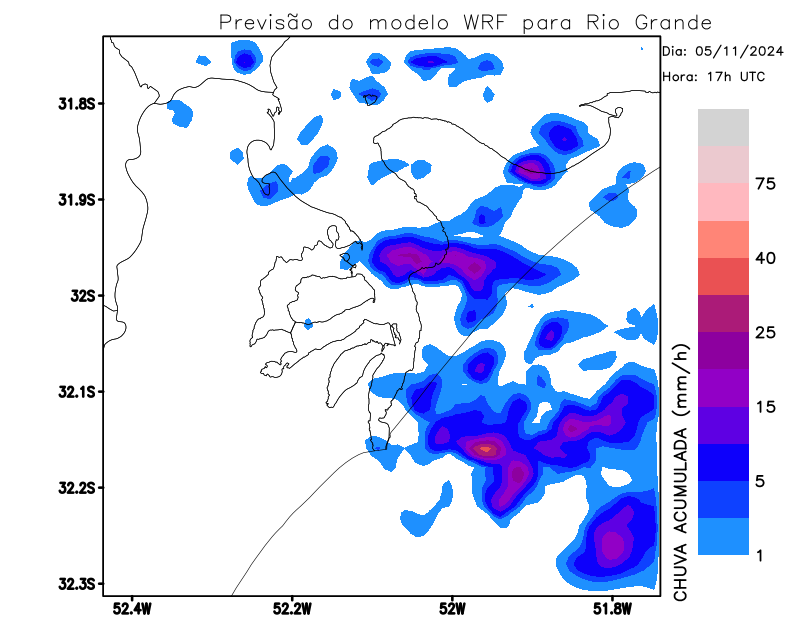 Previsão do modelo WRF para Rio Grande
Dia: 05/11/2024
Hora: 17h UTC
31.8S
31.9S
32S
32.1S
32.2S
32.3S
52.4W
52.2W
52W
51.8W
75
40
25
15
5
1
CHUVA ACUMULADA (mm/h)